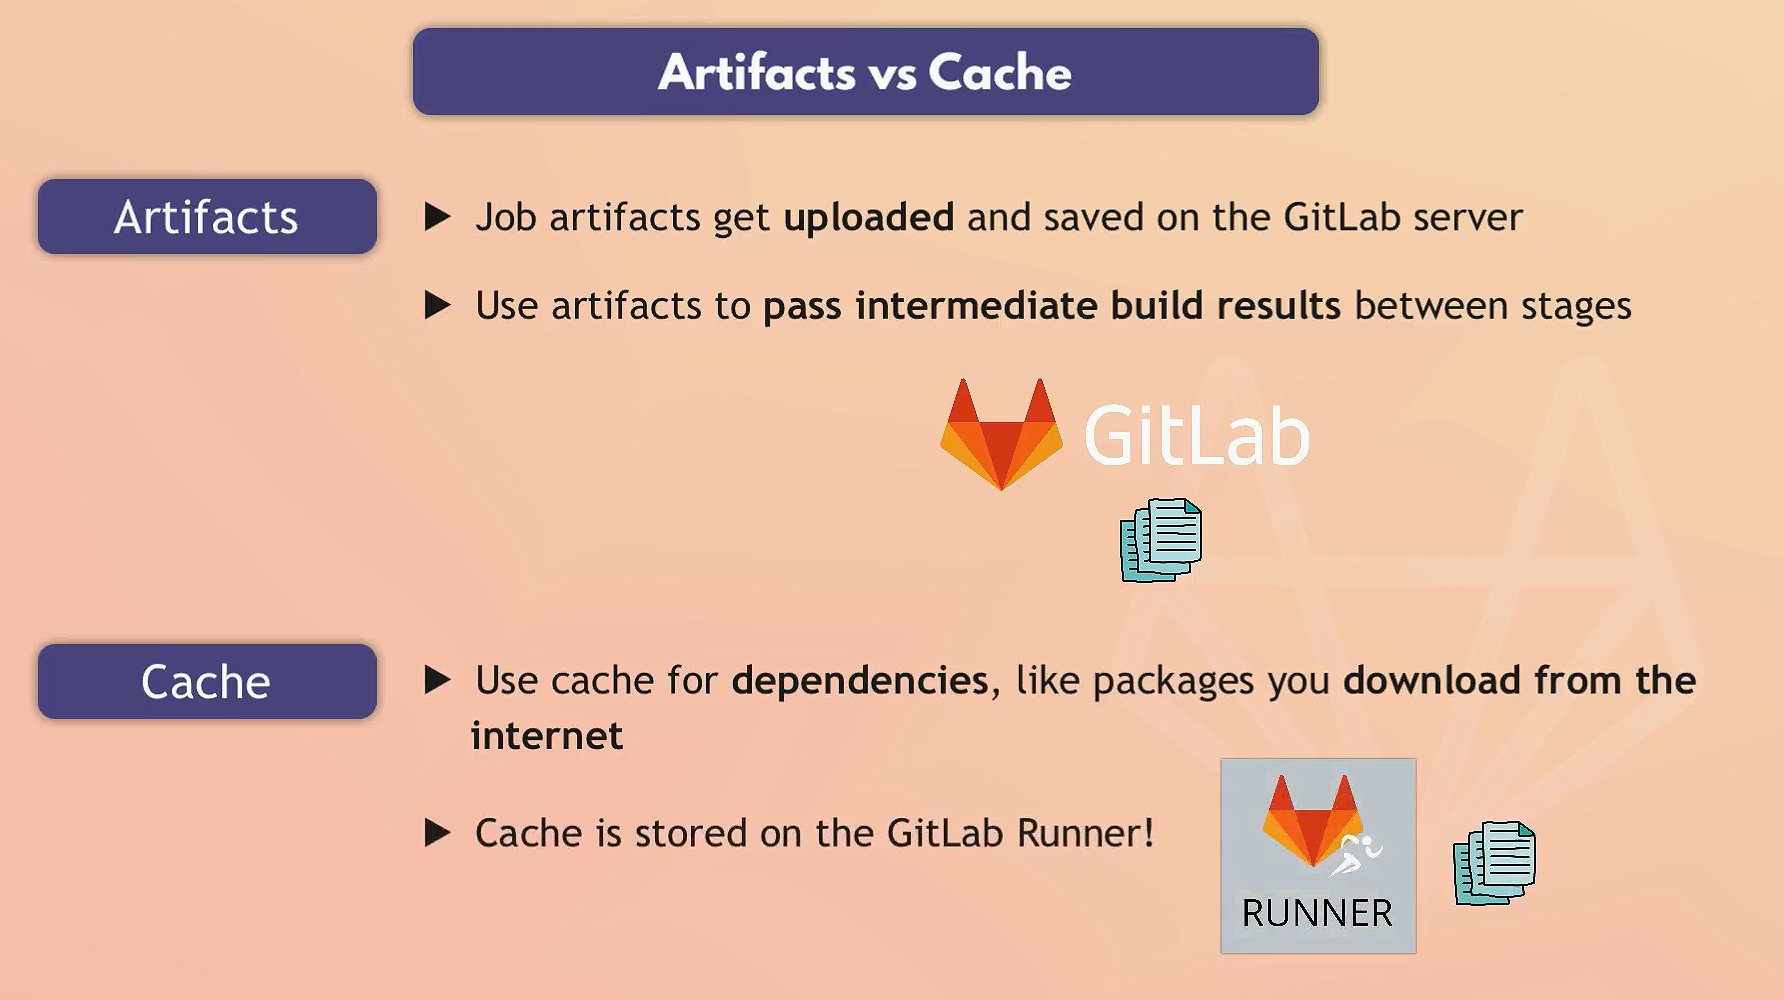 Artifacts vs Cache
Artifacts
▶ Job artifacts get uploaded and saved on the GitLab server
▶ Use artifacts to pass intermediate build results between stages
GitLab
Cache
▶ Use cache for dependencies, like packages you download from the
internet
▶ Cache is stored on the GitLab Runner!
RUNNER